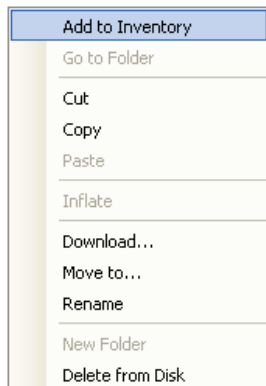 Add to Inventory
Go to Folder
Cut
Copy
Paste
Inflate
Download...
Move to...
Rename
New Folder
Delete from Disk